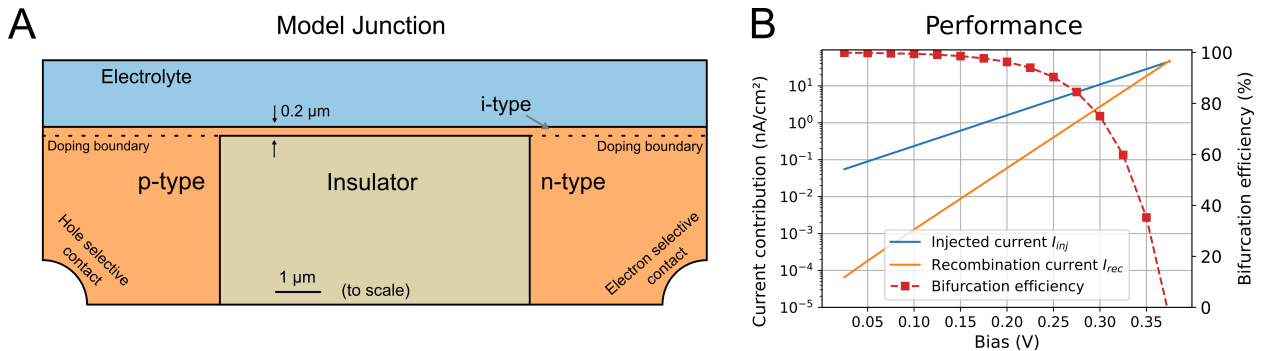 A
Model Junction
Electrolyte
0.2 µm
i-type
Doping boundary
Doping boundary
p-type
Insulator
n-type
Hole selective
contact
Electron selective
contact
1 µm
(to scale)
B
Performance
Current contribution (nA/cm²)
10¹
10⁰
10⁻¹
10⁻²
10⁻³
10⁻⁴
10⁻⁵
Injected current I_inj
Recombination current I_rec
Bifurcation efficiency
0.05 0.10 0.15 0.20 0.25 0.30 0.35
Bias (V)
100
80
60
40
20
0
Bifurcation efficiency (%)